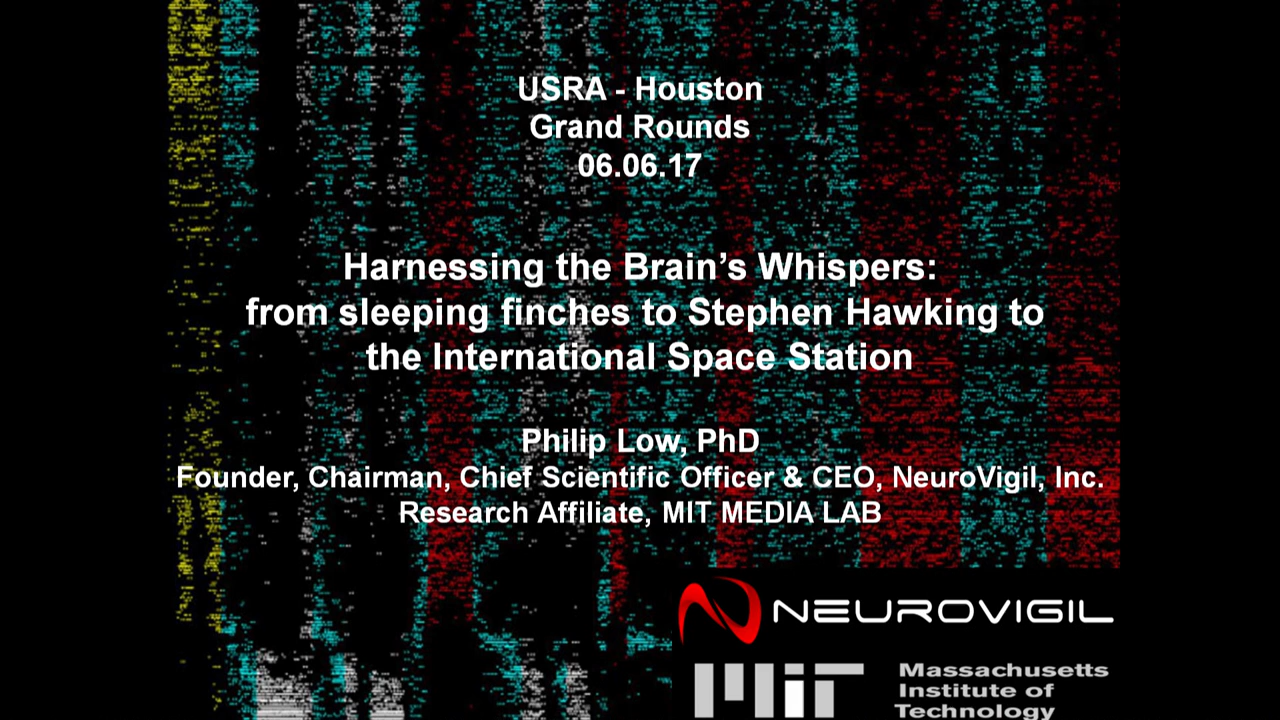 USRA - Houston
Grand Rounds
06.06.17
Harnessing the Brain’s Whispers:
from sleeping finches to Stephen Hawking to
the International Space Station
Philip Low, PhD
Founder, Chairman, Chief Scientific Officer & CEO, NeuroVigil, Inc.
Research Affiliate, MIT MEDIA LAB
NEUROVIGIL
MIT
Massachusetts
Institute of
Technology